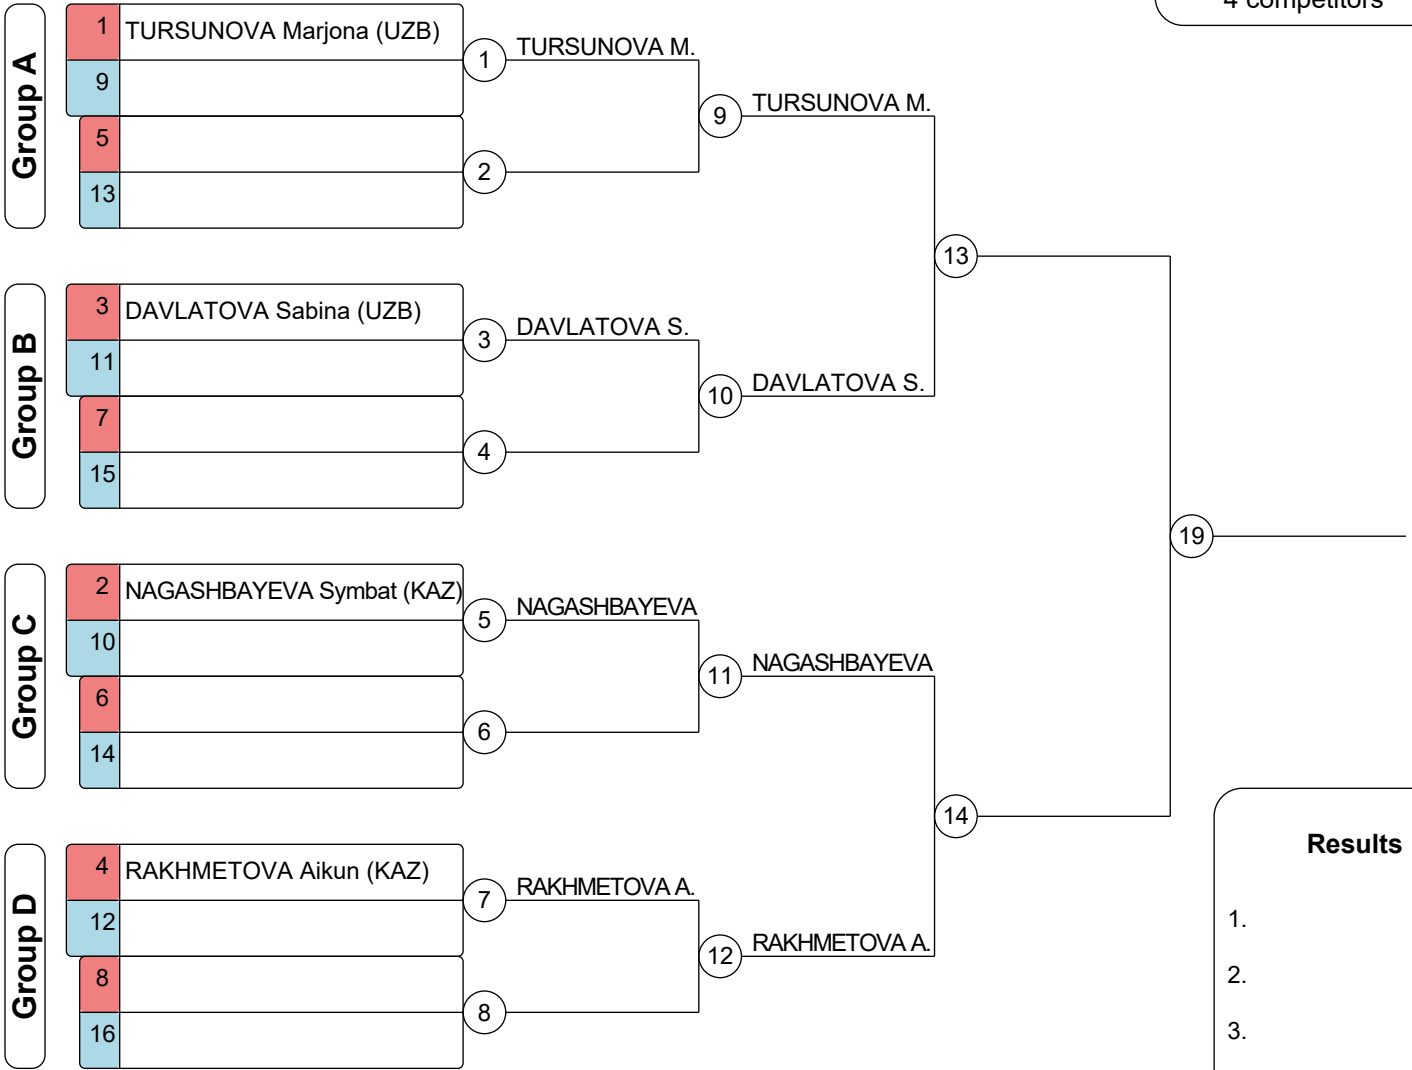 4 competitors
Group A
1 TURSUNOVA Marjona (UZB)
9
5
13
1 TURSUNOVA M.
2
9 TURSUNOVA M.
13
Group B
3 DAVLATOVA Sabina (UZB)
11
7
15
3 DAVLATOVA S.
4
10 DAVLATOVA S.
19
Group C
2 NAGASHBAYEVA Symbat (KAZ)
10
6
14
5 NAGASHBAYEVA
6
11 NAGASHBAYEVA
14
Group D
4 RAKHMETOVA Aikun (KAZ)
12
8
16
7 RAKHMETOVA A.
8
12 RAKHMETOVA A.
Results
1.
2.
3.